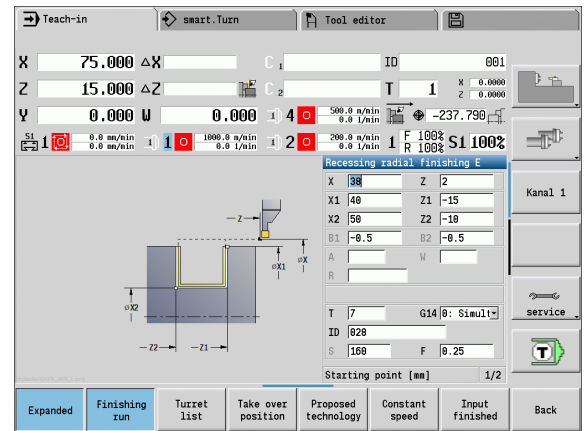 Teach-in
smart.Turn
Tool editor
X 75.000 △X C 1 ID 001
Z 15.000 △Z C 2 T 1 X 0.0000
Z 0.0000
Y 0.000 W 0.000 4 500.0 m/min
0.0 1/min -237.790
S1 1 0.0 mm/min
0.0 mm/min 1 1000.0 m/min
0.0 1/min 2 200.0 m/min
0.0 1/min 1 F 100%
R 100% S1 100%
Recessing radial finishing E
X 30 Z 2
X1 40 Z1 -15
X2 50 Z2 -10
B1 -0.5 B2 -0.5
A W
R
T 7 G14 0: Simult
ID 028
S 160 F 0.25
Starting point [mm] 1/2
Z
øX1
øX
øX2
Z2
Z1
Kanal 1
service
T
Expanded
Finishing run
Turret list
Take over position
Proposed technology
Constant speed
Input finished
Back